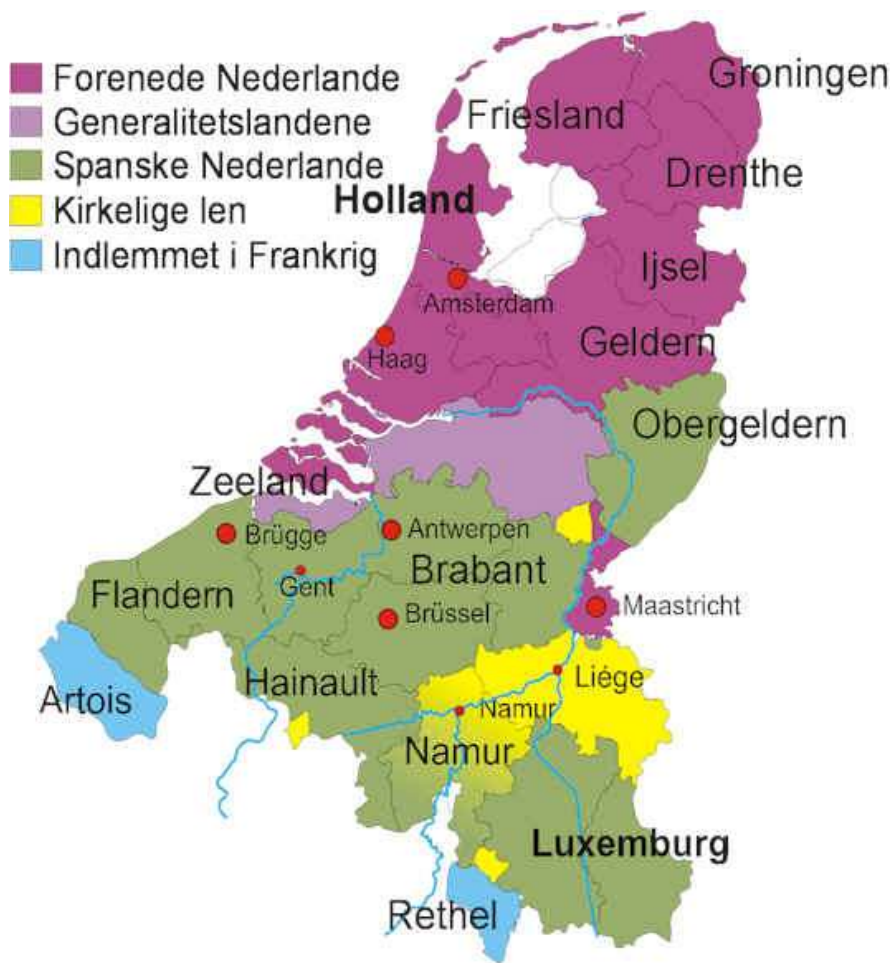 Forenede Nederlande
Generalitetslandene
Spanske Nederlande
Kirkelige len
Indlemmet i Frankrig
Groningen
Friesland
Drenthe
Holland
Ijsel
Amsterdam
Haag
Geldern
Obergeldern
Zeeland
Brügge
Antwerpen
Gent
Brabant
Flandern
Brüssel
Maastricht
Artois
Hainault
Liége
Namur
Namur
Luxemburg
Rethel